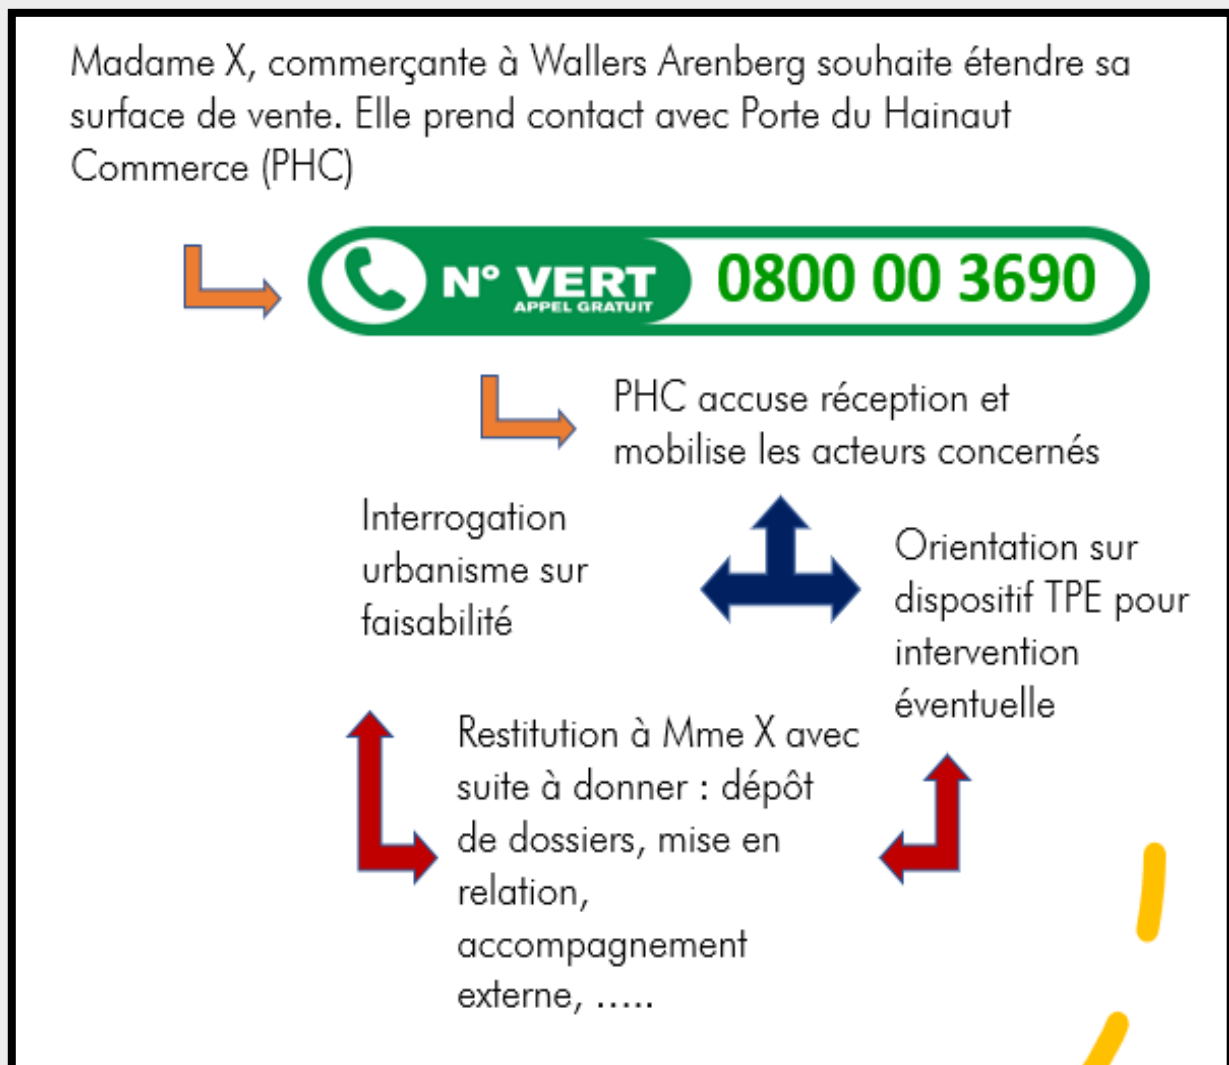 Madame X, commerçante à Wallers Arenberg souhaite étendre sa
surface de vente. Elle prend contact avec Porte du Hainaut
Commerce (PHC)
N° VERT
APPEL GRATUIT
0800 00 3690
PHC accuse réception et
mobilise les acteurs concernés
Interrogation
urbanisme sur
faisabilité
Orientation sur
dispositif TPE pour
intervention
éventuelle
Restitution à Mme X avec
suite à donner : dépôt
de dossiers, mise en
relation,
accompagnement
externe, …..